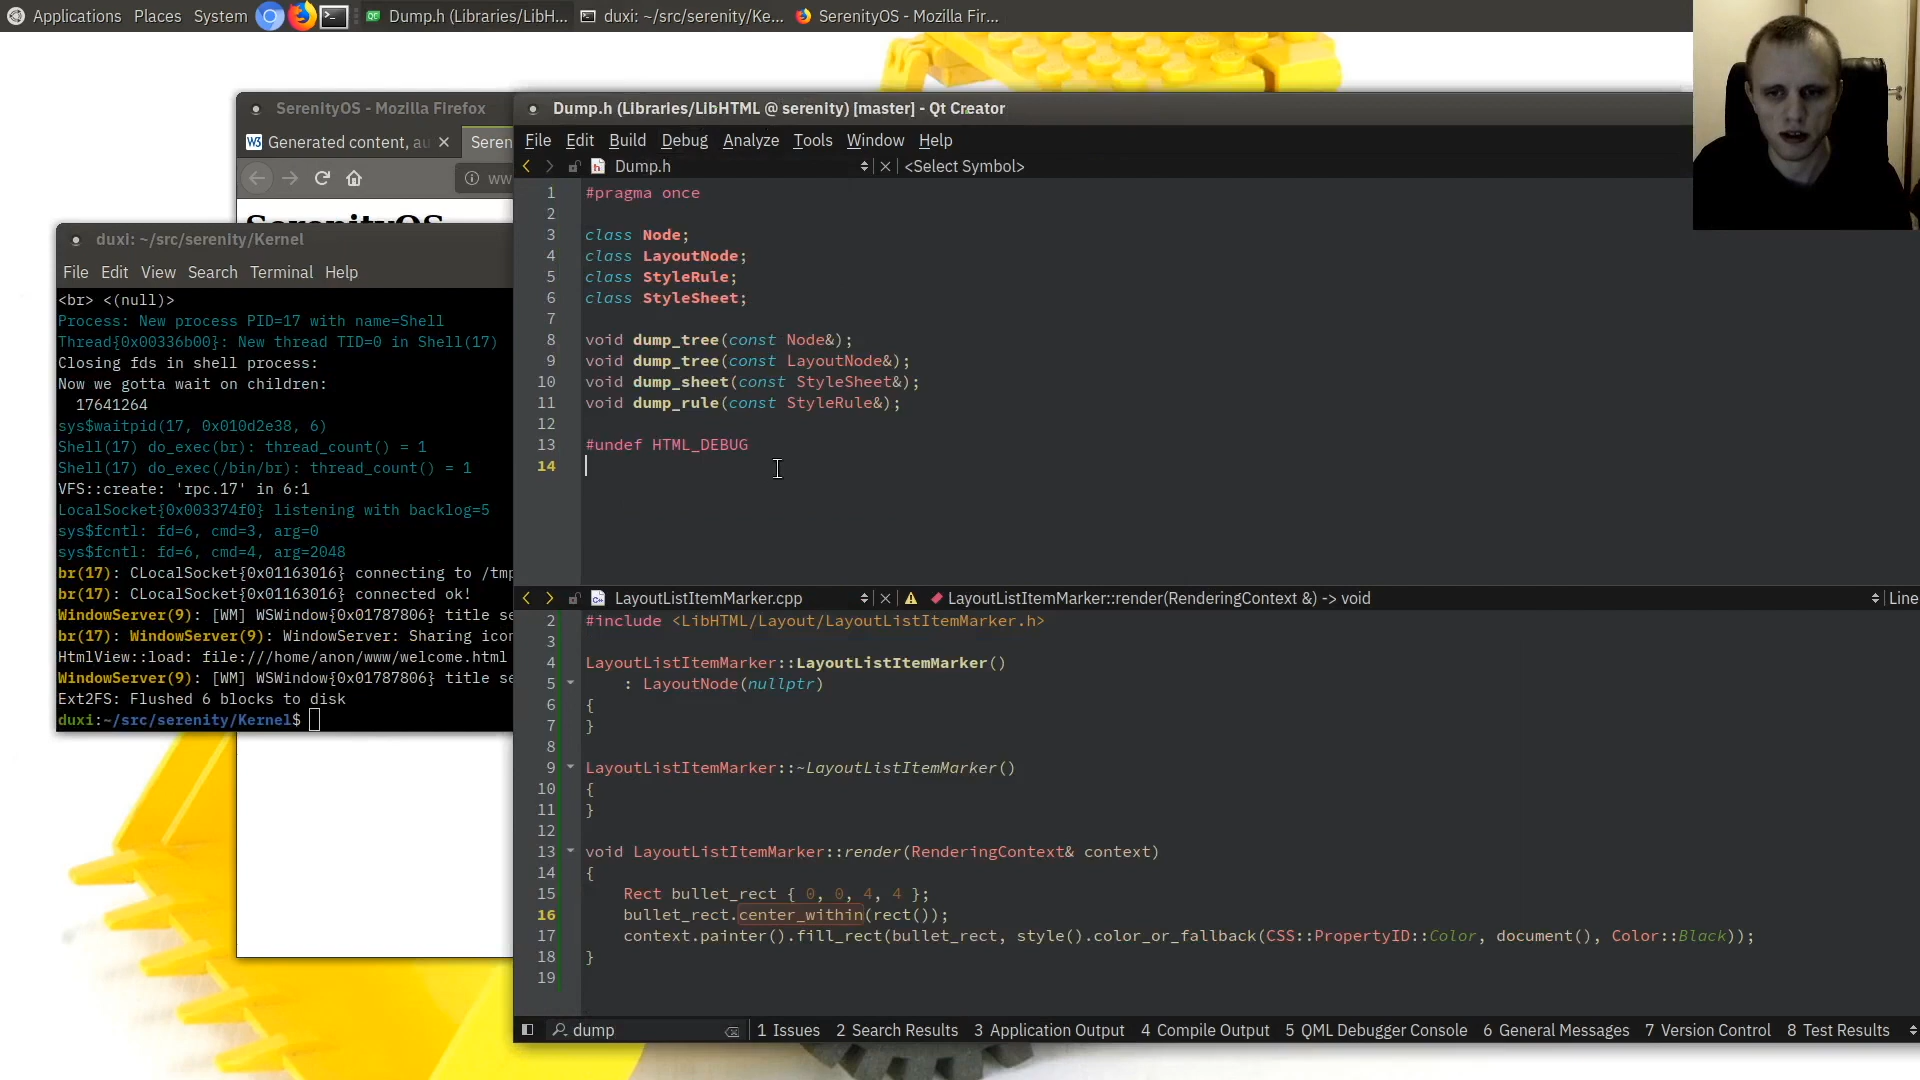 Applications Places System Dump.h (Libraries/LibH... duxi: ~/src/serenity/Ke... SerenityOS - Mozilla Fir...
SerenityOS - Mozilla Firefox
W3 Generated content, au
Seren
ww
duxi: ~/src/serenity/Kernel
File Edit View Search Terminal Help
<br> <(null)>
Process: New process PID=17 with name=Shell
Thread{0x00336b00}: New thread TID=0 in Shell(17)
Closing fds in shell process:
Now we gotta wait on children:
17641264
sys$waitpid(17, 0x010d2e38, 6)
Shell(17) do_exec(br): thread_count() = 1
Shell(17) do_exec(/bin/br): thread_count() = 1
VFS::create: 'rpc.17' in 6:1
LocalSocket{0x003374f0} listening with backlog=5
sys$fcntl: fd=6, cmd=3, arg=0
sys$fcntl: fd=6, cmd=4, arg=2048
br(17): CLocalSocket{0x01163016} connecting to /tmp
br(17): CLocalSocket{0x01163016} connected ok!
WindowServer(9): [WM] WSWindow{0x01787806} title se
br(17): WindowServer(9): WindowServer: Sharing icon
HtmlView::load: file:///home/anon/www/welcome.html
WindowServer(9): [WM] WSWindow{0x01787806} title se
Ext2FS: Flushed 6 blocks to disk
duxi:~/src/serenity/Kernel$
Dump.h (Libraries/LibHTML @ serenity) [master] - Qt Creator
File Edit Build Debug Analyze Tools Window Help
Dump.h <Select Symbol>
1 #pragma once
2
3 class Node;
4 class LayoutNode;
5 class StyleRule;
6 class StyleSheet;
7
8 void dump_tree(const Node&);
9 void dump_tree(const LayoutNode&);
10 void dump_sheet(const StyleSheet&);
11 void dump_rule(const StyleRule&);
12
13 #undef HTML_DEBUG
14
LayoutListItemMarker.cpp LayoutListItemMarker::render(RenderingContext &) -> void Line
2 #include <LibHTML/Layout/LayoutListItemMarker.h>
3
4 LayoutListItemMarker::LayoutListItemMarker()
5 : LayoutNode(nullptr)
6 {
7 }
8
9 LayoutListItemMarker::~LayoutListItemMarker()
10 {
11 }
12
13 void LayoutListItemMarker::render(RenderingContext& context)
14 {
15 Rect bullet_rect { 0, 0, 4, 4 };
16 bullet_rect.center_within(rect());
17 context.painter().fill_rect(bullet_rect, style().color_or_fallback(CSS::PropertyID::Color, document(), Color::Black));
18 }
19
dump 1 Issues 2 Search Results 3 Application Output 4 Compile Output 5 QML Debugger Console 6 General Messages 7 Version Control 8 Test Results